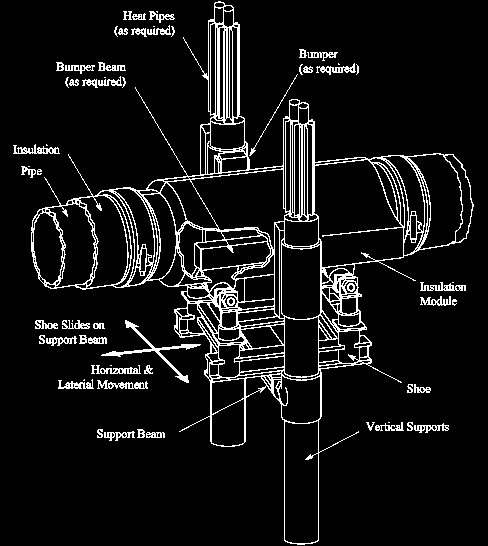 Heat Pipes
(as required)
Bumper Beam
(as required)
Bumper
(as required)
Insulation
Pipe
Insulation
Module
Shoe Slides on
Support Beam
Horizontal &
Laterial Movement
Shoe
Support Beam
Vertical Supports